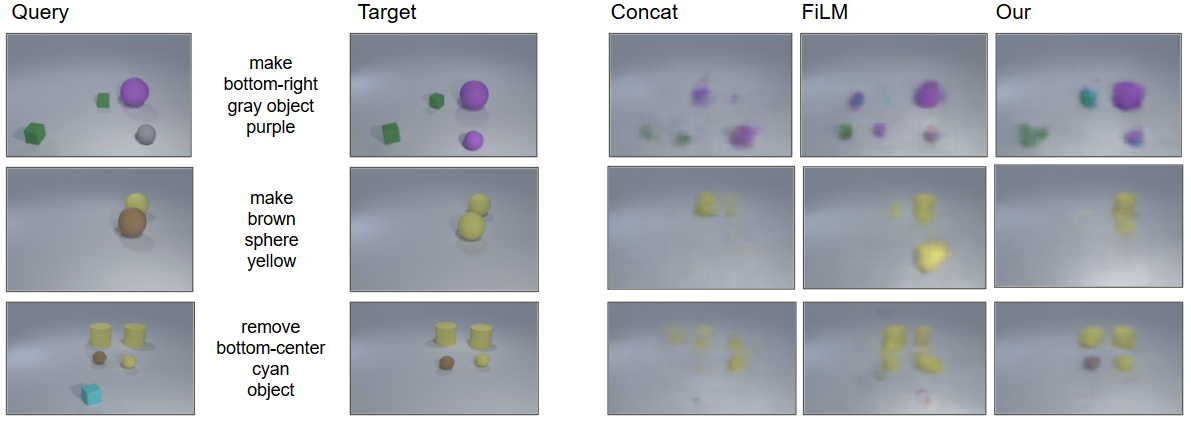 Query
Target
Concat
FiLM
Our
make
bottom-right
gray object
purple
make
brown
sphere
yellow
remove
bottom-center
cyan
object